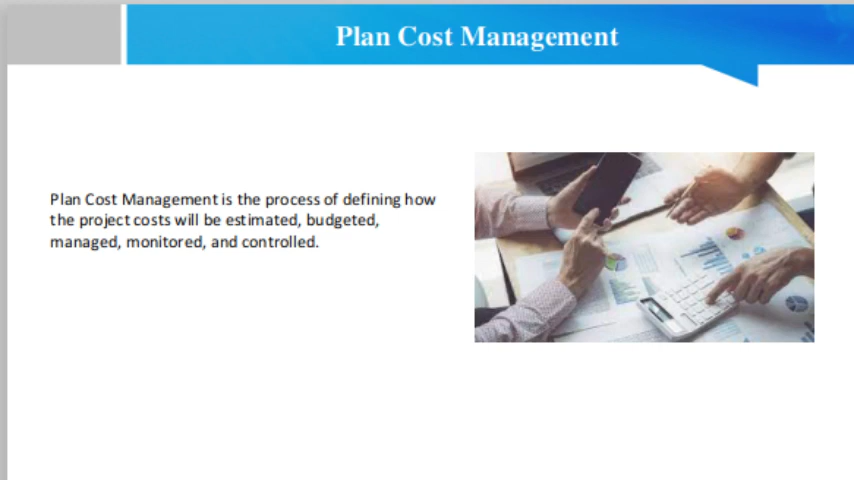 Plan Cost Management
Plan Cost Management is the process of defining how
the project costs will be estimated, budgeted,
managed, monitored, and controlled.